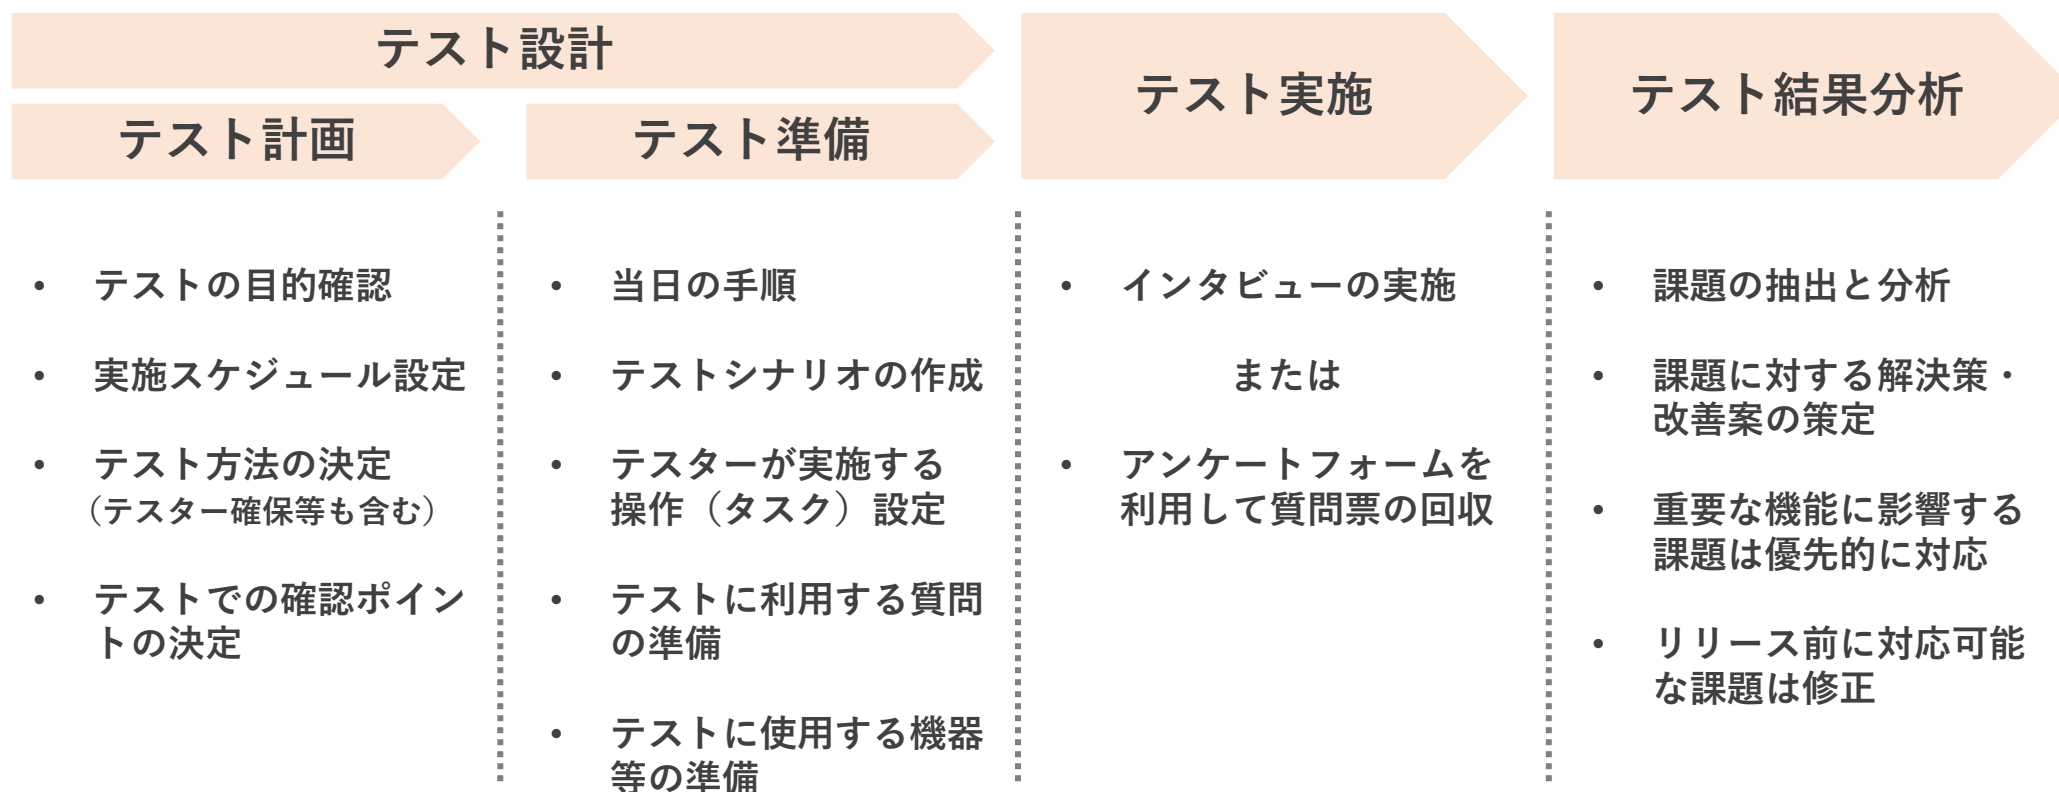 テスト設計
テスト計画
テスト準備
テスト実施
テスト結果分析
• テストの目的確認
• 実施スケジュール設定
• テスト方法の決定
（テスター確保等も含む）
• テストでの確認ポイン
トの決定
• 当日の手順
• テストシナリオの作成
• テスターが実施する
操作（タスク）設定
• テストに利用する質問
の準備
• テストに使用する機器
等の準備
• インタビューの実施
または
• アンケートフォームを
利用して質問票の回収
• 課題の抽出と分析
• 課題に対する解決策・
改善案の策定
• 重要な機能に影響する
課題は優先的に対応
• リリース前に対応可能
な課題は修正